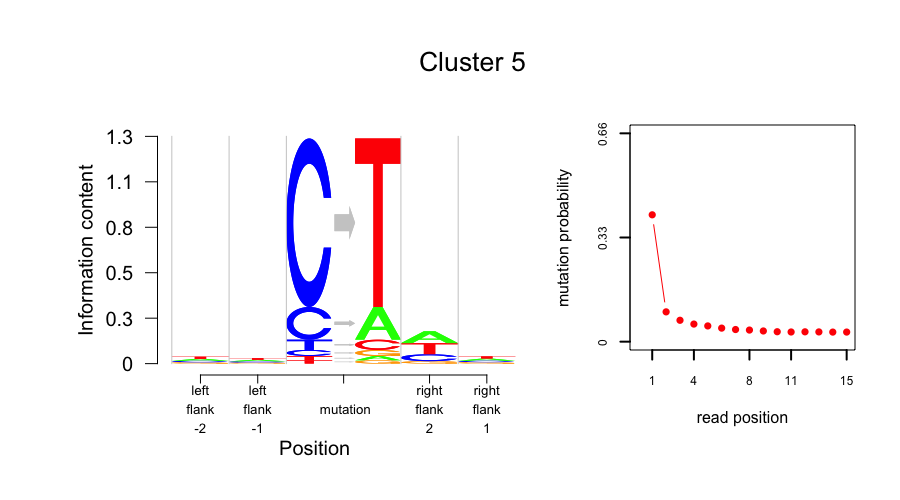 Cluster 5
Information content
1.3
1.1
0.8
0.5
0.3
0
C
T
C
A
left
flank
-2
left
flank
-1
mutation
right
flank
2
right
flank
1
Position
mutation probability
0.66
0.33
0
1
4
8
11
15
read position